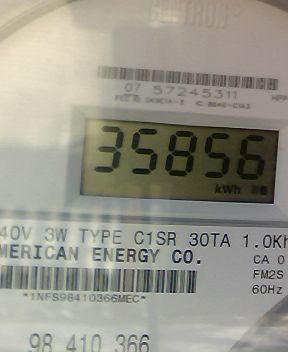 07 57245311
35856
kWh
40V 3W TYPE C1SR 30TA 1.0Kh
MERICAN ENERGY CO.
CA 0
FM2S
60Hz
*1NFS98410366MEC*
98 410 366